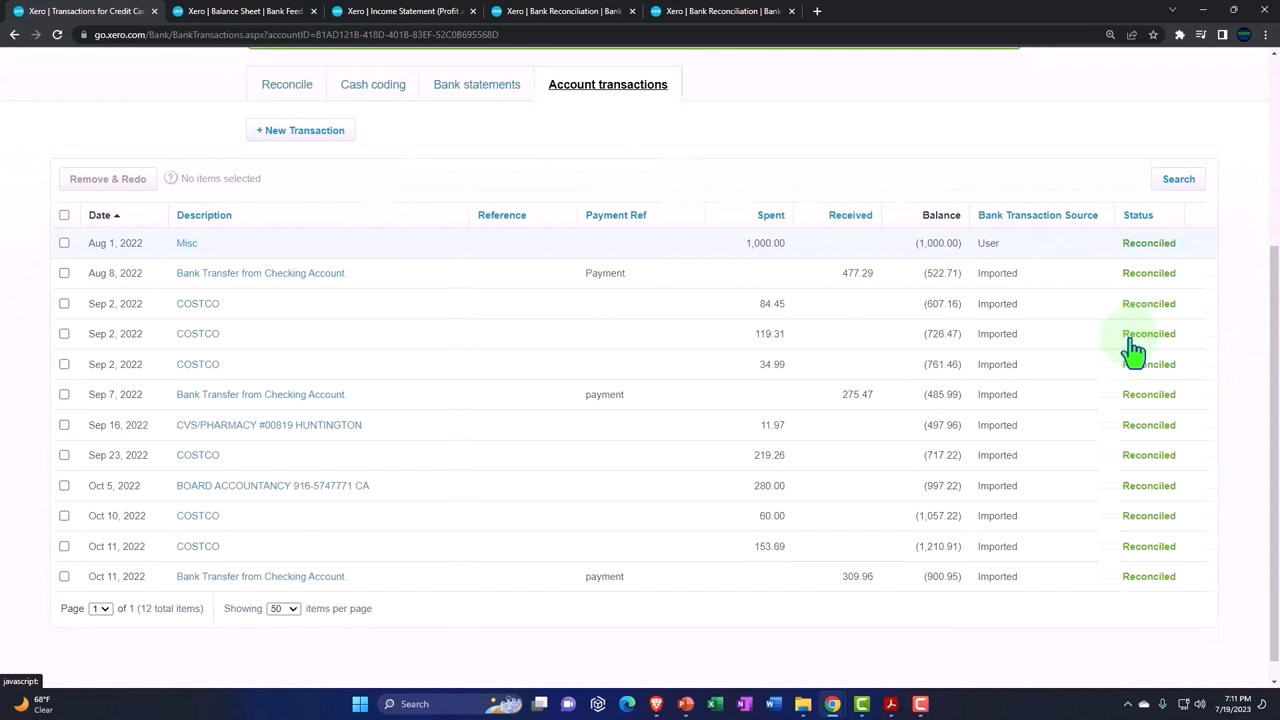 Xero | Transactions for Credit Car
Xero | Balance Sheet | Bank Feed
Xero | Income Statement (Profit a
Xero | Bank Reconciliation | Bank
Xero | Bank Reconciliation | Bank
go.xero.com/Bank/BankTransactions.aspx?accountID=B1AD121B-418D-401B-83EF-52C0B695568D
Reconcile Cash coding Bank statements Account transactions
+ New Transaction
Remove & Redo ? No items selected Search
Date Description Reference Payment Ref Spent Received Balance Bank Transaction Source Status
Aug 1, 2022 Misc 1,000.00 (1,000.00) User Reconciled
Aug 8, 2022 Bank Transfer from Checking Account. Payment 477.29 (522.71) Imported Reconciled
Sep 2, 2022 COSTCO 84.45 (607.16) Imported Reconciled
Sep 2, 2022 COSTCO 119.31 (726.47) Imported Reconciled
Sep 2, 2022 COSTCO 34.99 (761.46) Imported Reconciled
Sep 7, 2022 Bank Transfer from Checking Account. payment 275.47 (485.99) Imported Reconciled
Sep 16, 2022 CVS/PHARMACY #00819 HUNTINGTON 11.97 (497.96) Imported Reconciled
Sep 23, 2022 COSTCO 219.26 (717.22) Imported Reconciled
Oct 5, 2022 BOARD ACCOUNTANCY 916-5747771 CA 280.00 (997.22) Imported Reconciled
Oct 10, 2022 COSTCO 60.00 (1,057.22) Imported Reconciled
Oct 11, 2022 COSTCO 153.69 (1,210.91) Imported Reconciled
Oct 11, 2022 Bank Transfer from Checking Account. payment 309.96 (900.95) Imported Reconciled
Page 1 of 1 (12 total items) Showing 50 items per page
javascript:
68°F
Clear
Search
7:11 PM
7/19/2023